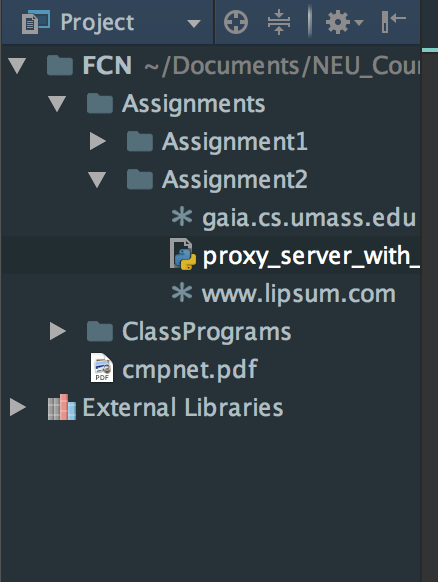 Project
FCN ~/Documents/NEU_Cour
Assignments
Assignment1
Assignment2
gaia.cs.umass.edu
proxy_server_with_
www.lipsum.com
ClassPrograms
PDF cmpnet.pdf
External Libraries